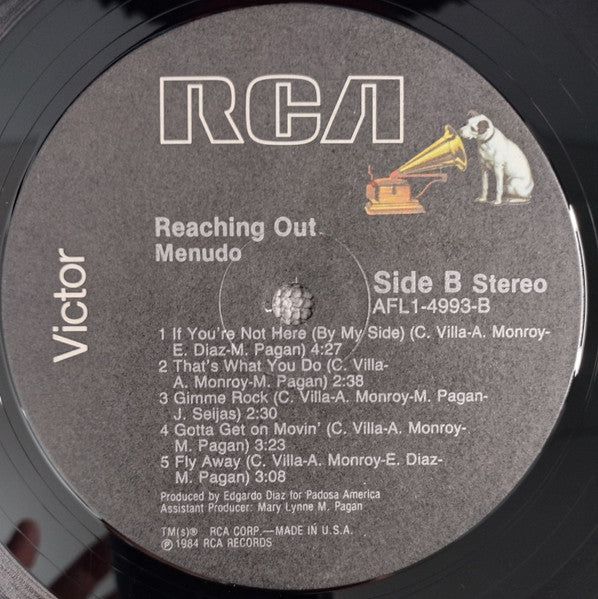 RCA
Victor
Reaching Out
Menudo
Side B Stereo
AFL1-4993-B
1 If You're Not Here (By My Side) (C. Villa-A. Monroy-
E. Diaz-M. Pagan) 4:27
2 That's What You Do (C. Villa-
A. Monroy-M. Pagan) 2:38
3 Gimme Rock (C. Villa-A. Monroy-M. Pagan-
J. Seijas) 2:30
4 Gotta Get on Movin' (C. Villa-A. Monroy-
M. Pagan) 3:23
5 Fly Away (C. Villa-A. Monroy-E. Diaz-
M. Pagan) 3:08
Produced by Edgardo Diaz for Padosa America
Assistant Producer: Mary Lynne M. Pagan
TM(s)® RCA CORP.—MADE IN U.S.A.
℗ 1984 RCA RECORDS